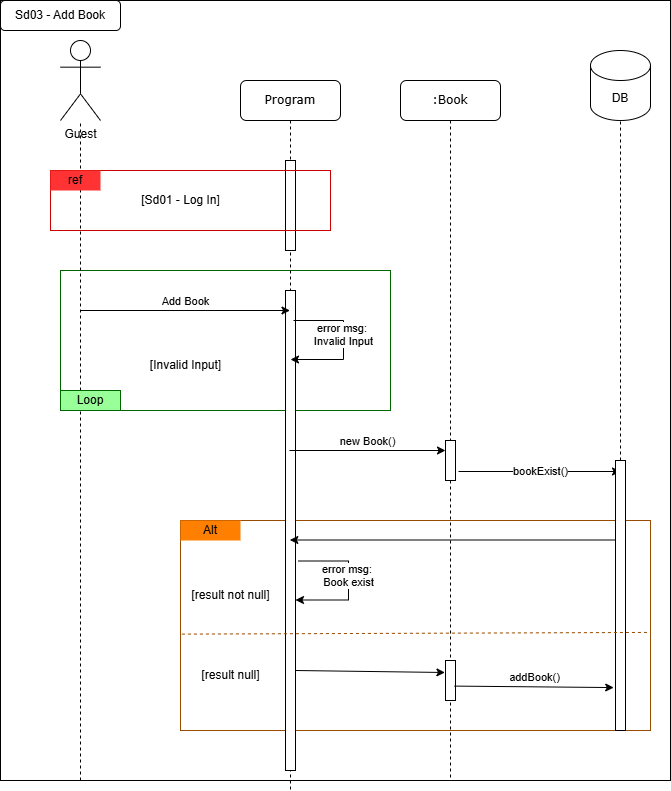 Sd03 - Add Book
Guest
Program
:Book
DB
ref
[Sd01 - Log In]
Add Book
error msg:
Invalid Input
[Invalid Input]
Loop
new Book()
bookExist()
Alt
error msg:
Book exist
[result not null]
[result null]
addBook()